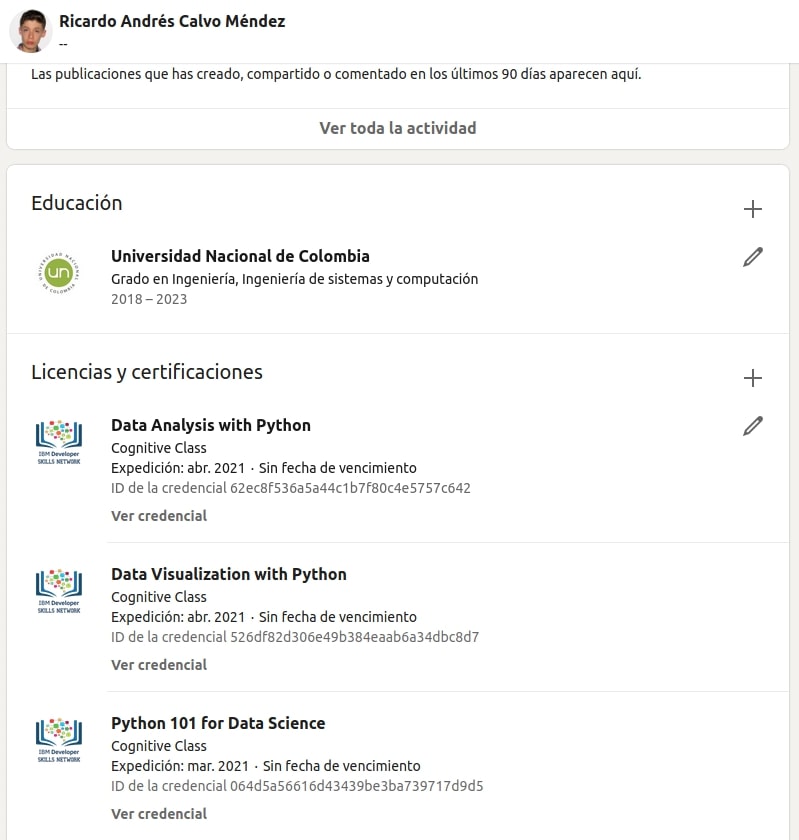 Ricardo Andrés Calvo Méndez
--
Las publicaciones que has creado, compartido o comentado en los últimos 90 días aparecen aquí.
Ver toda la actividad
Educación
UNIVERSIDAD NACIONAL DE COLOMBIA
un
Universidad Nacional de Colombia
Grado en Ingeniería, Ingeniería de sistemas y computación
2018 – 2023
Licencias y certificaciones
IBM Developer
SKILLS NETWORK
Data Analysis with Python
Cognitive Class
Expedición: abr. 2021 · Sin fecha de vencimiento
ID de la credencial 62ec8f536a5a44c1b7f80c4e5757c642
Ver credencial
IBM Developer
SKILLS NETWORK
Data Visualization with Python
Cognitive Class
Expedición: abr. 2021 · Sin fecha de vencimiento
ID de la credencial 526df82d306e49b384eaab6a34dbc8d7
Ver credencial
IBM Developer
SKILLS NETWORK
Python 101 for Data Science
Cognitive Class
Expedición: mar. 2021 · Sin fecha de vencimiento
ID de la credencial 064d5a56616d43439be3ba739717d9d5
Ver credencial